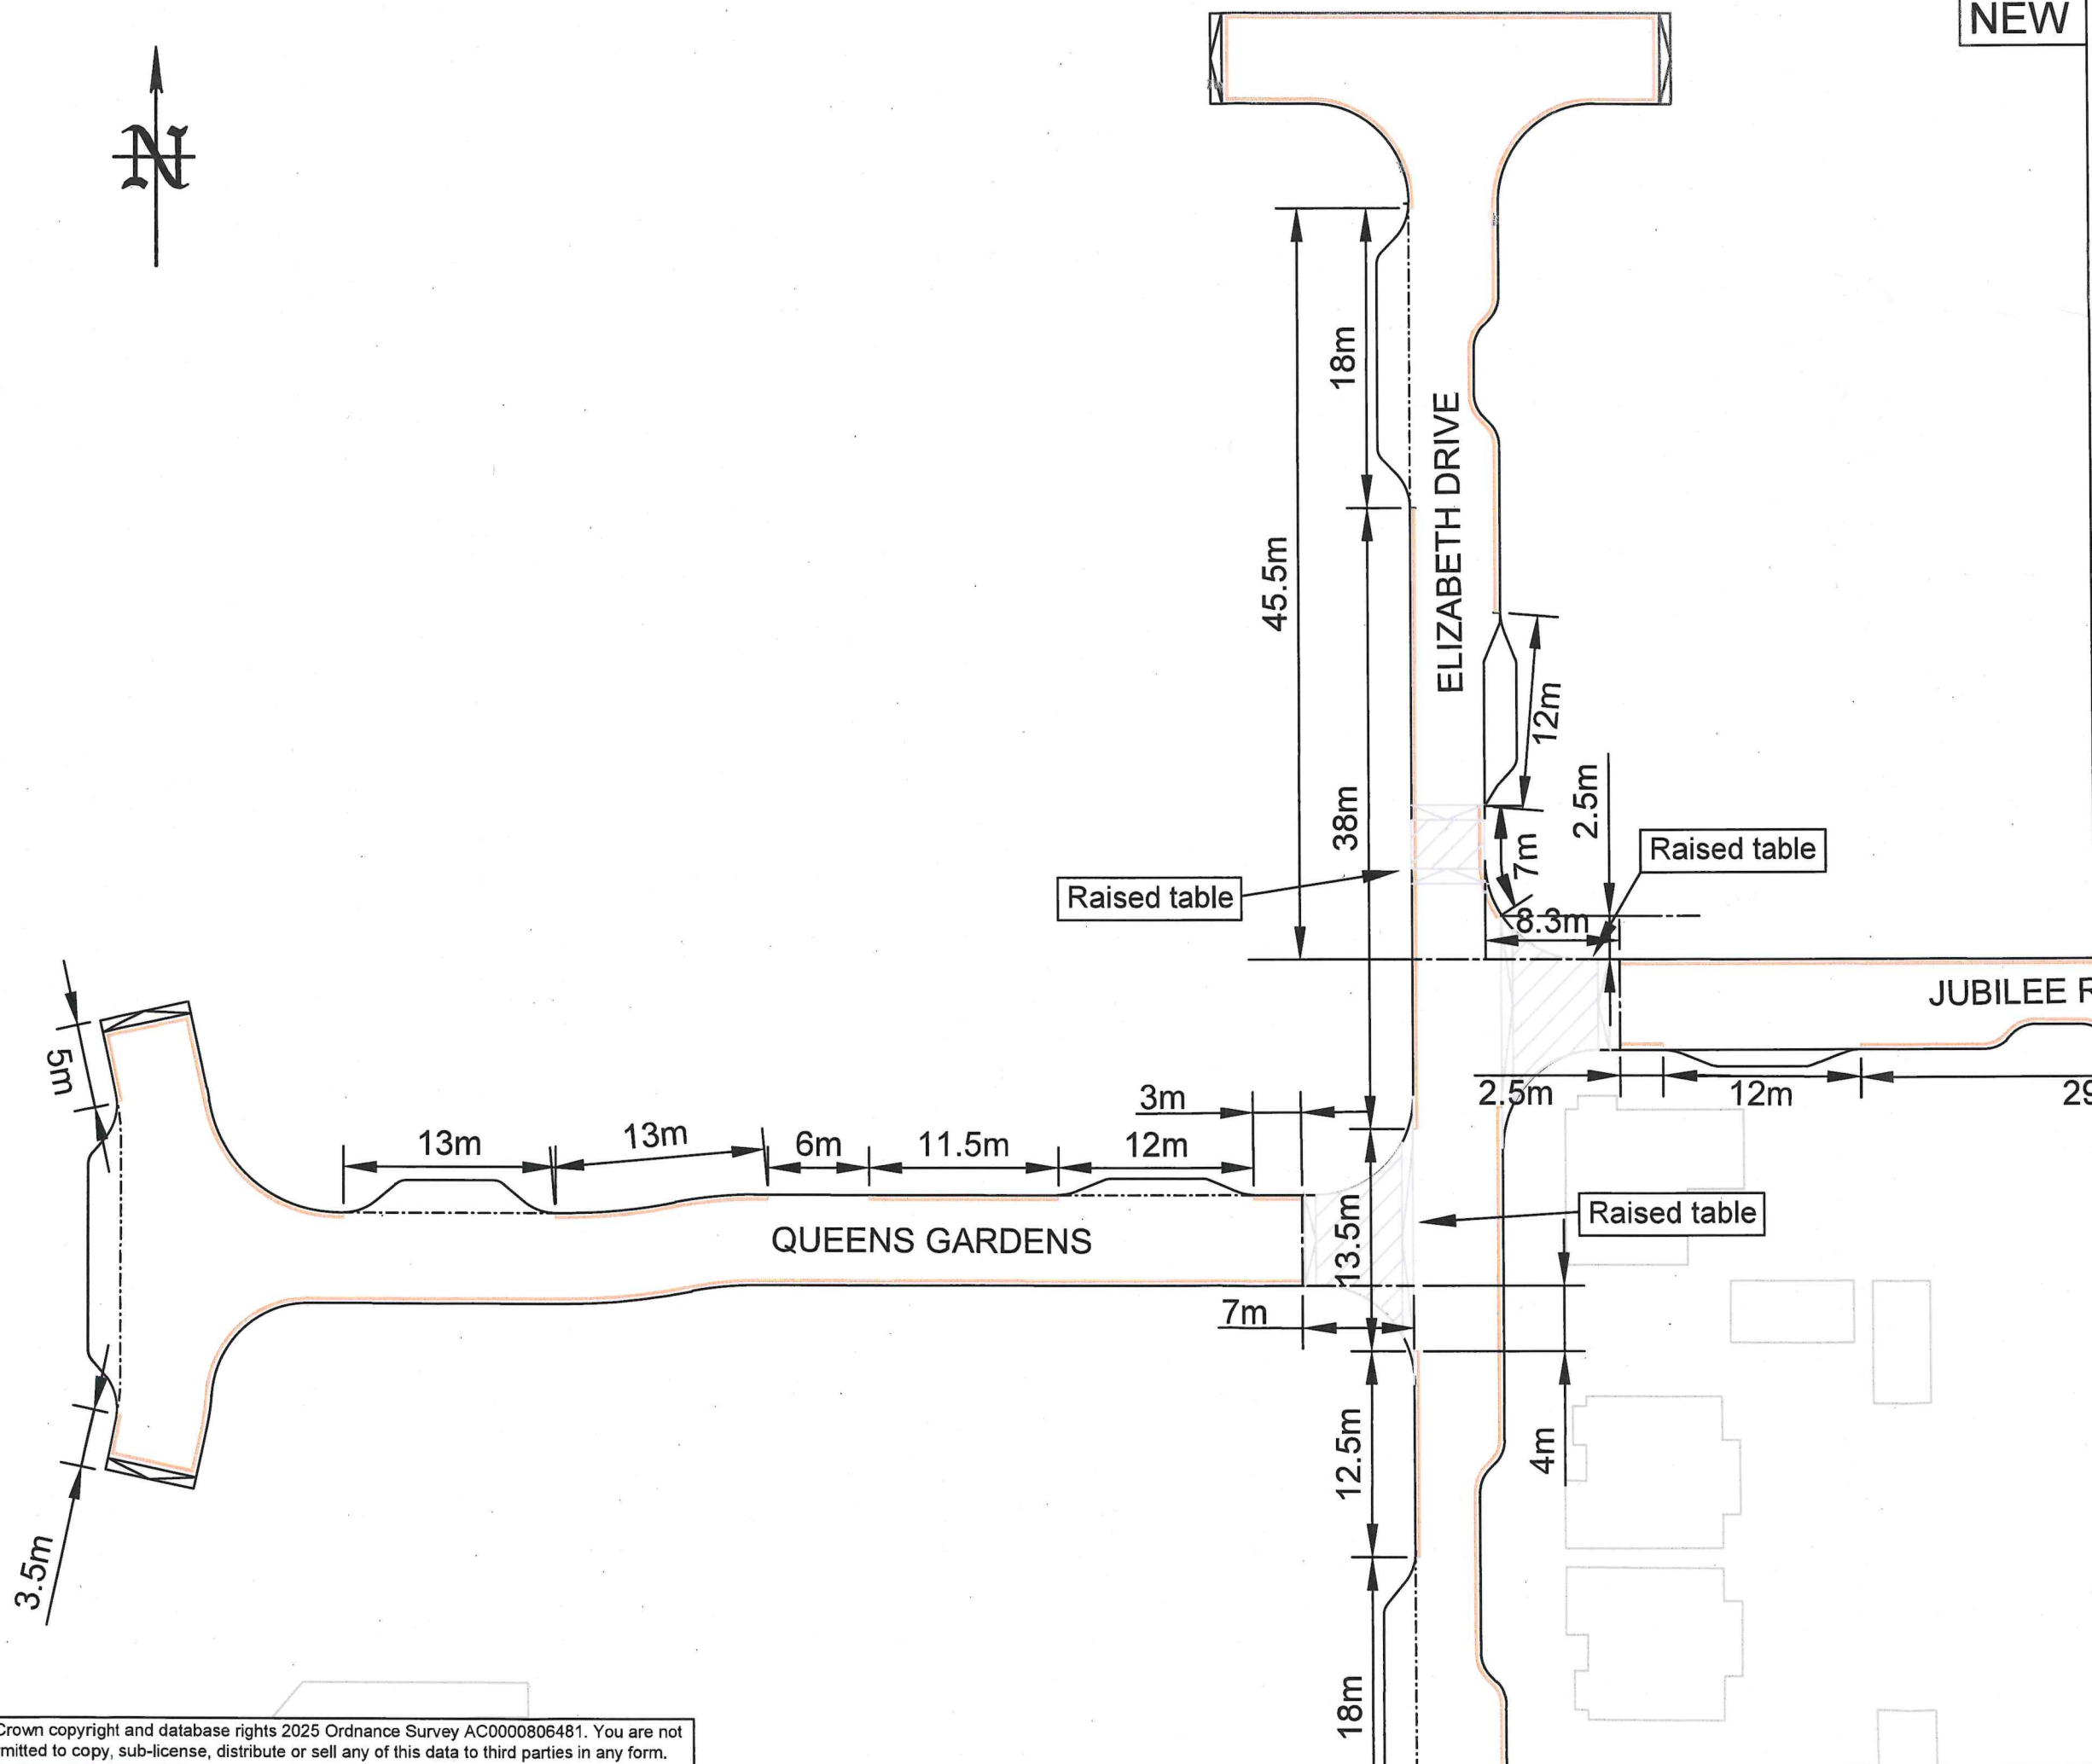 NEW
N
18m
ELIZABETH DRIVE
45.5m
12m
2.5m
38m
Raised table
7m
Raised table
8.3m
JUBILEE R
5m
2.5m
12m
29
3m
13m
13m
6m
11.5m
12m
QUEENS GARDENS
13.5m
Raised table
7m
12.5m
4m
3.5m
18m
Crown copyright and database rights 2025 Ordnance Survey AC0000806481. You are not
mitted to copy, sub-license, distribute or sell any of this data to third parties in any form.